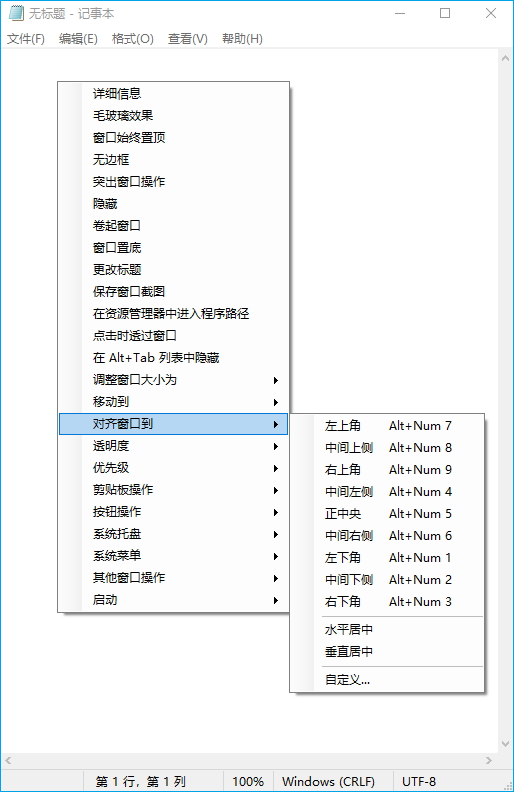 无标题 - 记事本
文件(F) 编辑(E) 格式(O) 查看(V) 帮助(H)
详细信息
毛玻璃效果
窗口始终置顶
无边框
突出窗口操作
隐藏
卷起窗口
窗口置底
更改标题
保存窗口截图
在资源管理器中进入程序路径
点击时透过窗口
在 Alt+Tab 列表中隐藏
调整窗口大小为
移动到
对齐窗口到
透明度
优先级
剪贴板操作
按钮操作
系统托盘
系统菜单
其他窗口操作
启动
左上角 Alt+Num 7
中间上侧 Alt+Num 8
右上角 Alt+Num 9
中间左侧 Alt+Num 4
正中央 Alt+Num 5
中间右侧 Alt+Num 6
左下角 Alt+Num 1
中间下侧 Alt+Num 2
右下角 Alt+Num 3
水平居中
垂直居中
自定义...
第 1 行，第 1 列 100% Windows (CRLF) UTF-8